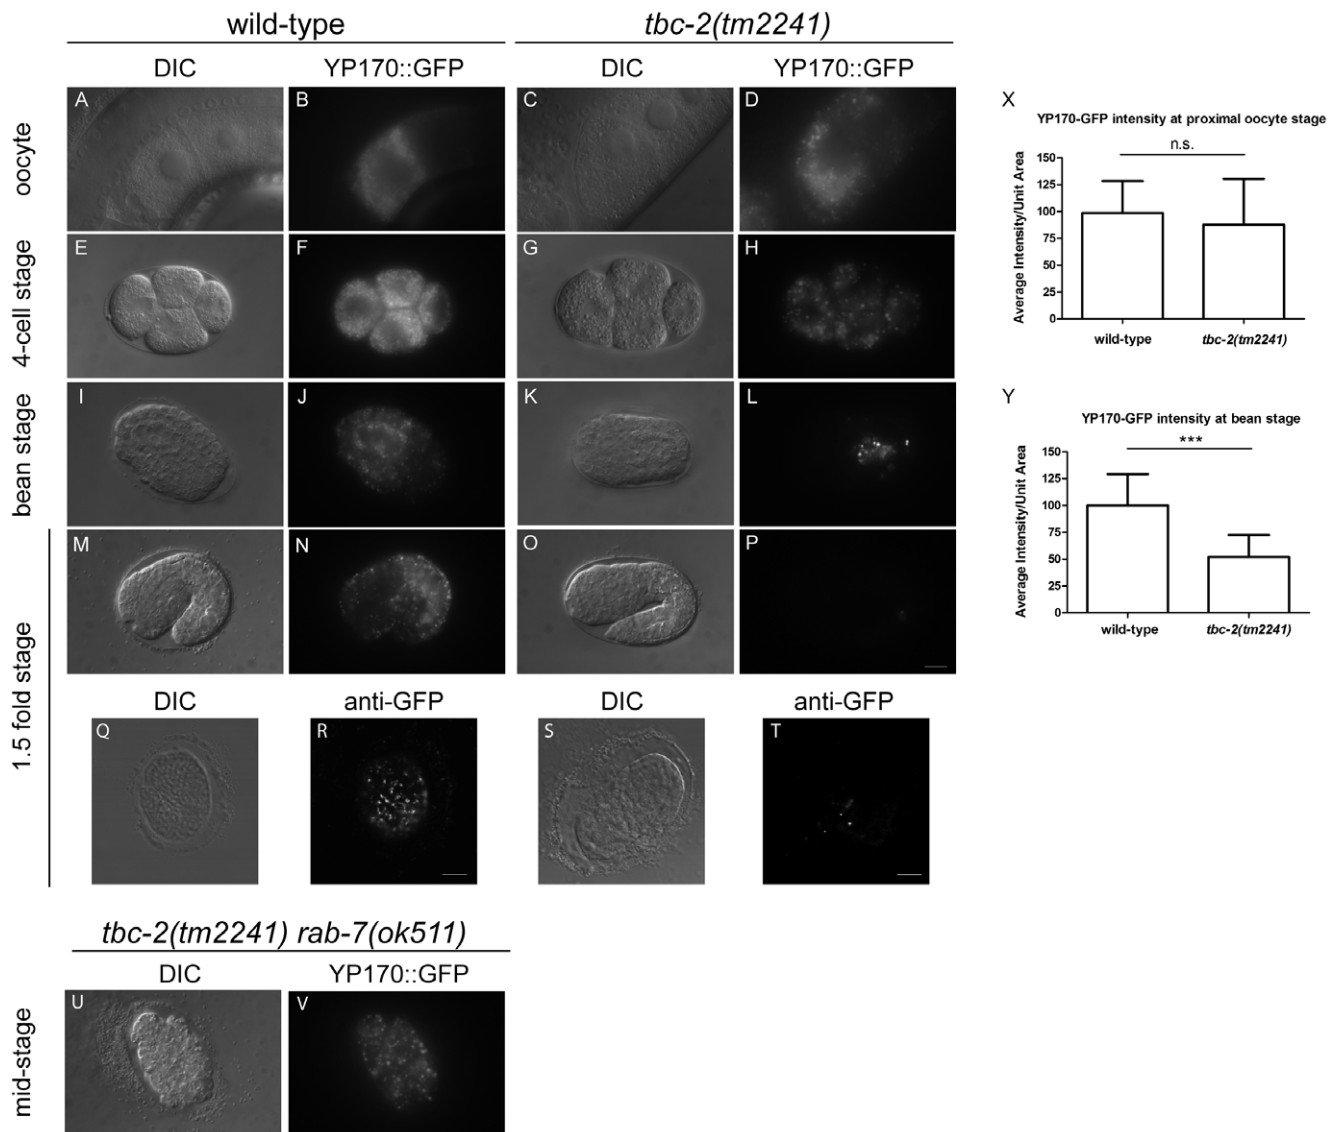 wild-type
tbc-2(tm2241)
DIC
YP170::GFP
DIC
YP170::GFP
oocyte
A
B
C
D
4-cell stage
E
F
G
H
bean stage
I
J
K
L
1.5 fold stage
M
N
O
P
DIC
anti-GFP
DIC
anti-GFP
Q
R
S
T
tbc-2(tm2241) rab-7(ok511)
DIC
YP170::GFP
mid-stage
U
V
X
YP170-GFP intensity at proximal oocyte stage
n.s.
Average Intensity/Unit Area
150
125
100
75
50
25
0
wild-type
tbc-2(tm2241)
Y
YP170-GFP intensity at bean stage
***
Average Intensity/Unit Area
150
125
100
75
50
25
0
wild-type
tbc-2(tm2241)